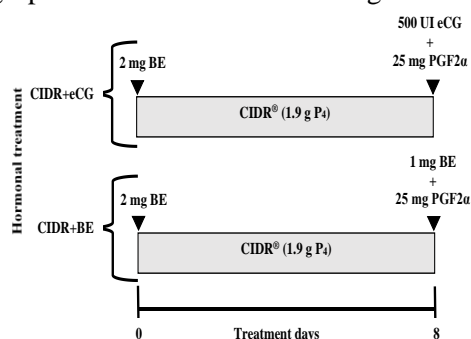 500 UI eCG
+
25 mg PGF2α
2 mg BE
CIDR+eCG
CIDR® (1.9 g P₄)
Hormonal treatment
1 mg BE
+
25 mg PGF2α
2 mg BE
CIDR+BE
CIDR® (1.9 g P₄)
0 Treatment days 8